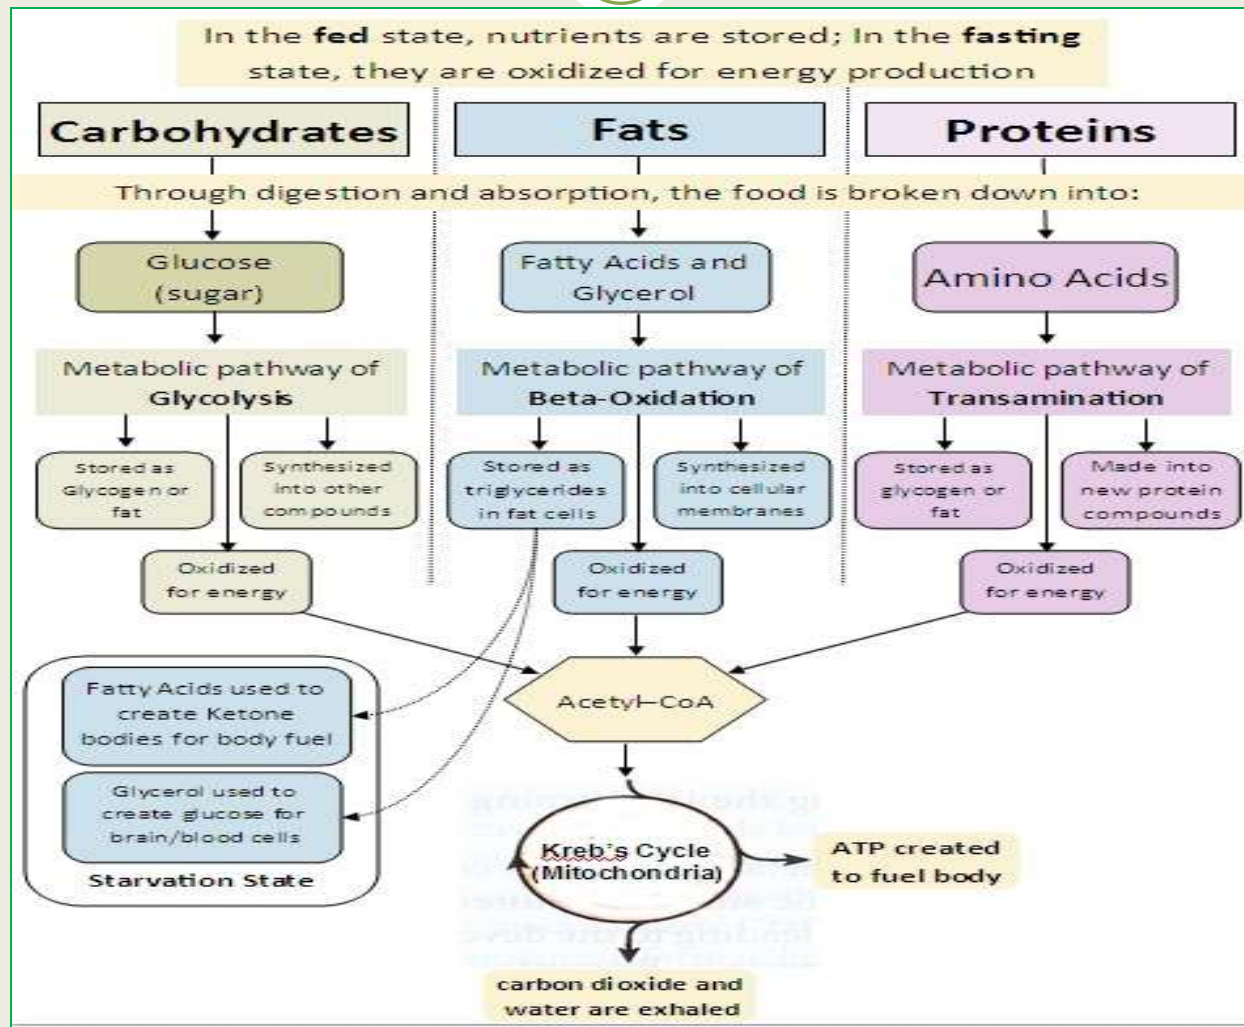 In the fed state, nutrients are stored; In the fasting
state, they are oxidized for energy production
Carbohydrates
Fats
Proteins
Through digestion and absorption, the food is broken down into:
Glucose
(sugar)
Fatty Acids and
Glycerol
Amino Acids
Metabolic pathway of
Glycolysis
Metabolic pathway of
Beta-Oxidation
Metabolic pathway of
Transamination
Stored as
Glycogen or
fat
Synthesized
into other
compounds
Stored as
triglycerides
in fat cells
Synthesized
into cellular
membranes
Stored as
glycogen or
fat
Made into
new protein
compounds
Oxidized
for energy
Oxidized
for energy
Oxidized
for energy
Fatty Acids used to
create Ketone
bodies for body fuel
Glycerol used to
create glucose for
brain/blood cells
Starvation State
Acetyl—CoA
Kreb's Cycle
(Mitochondria)
ATP created
to fuel body
carbon dioxide and
water are exhaled